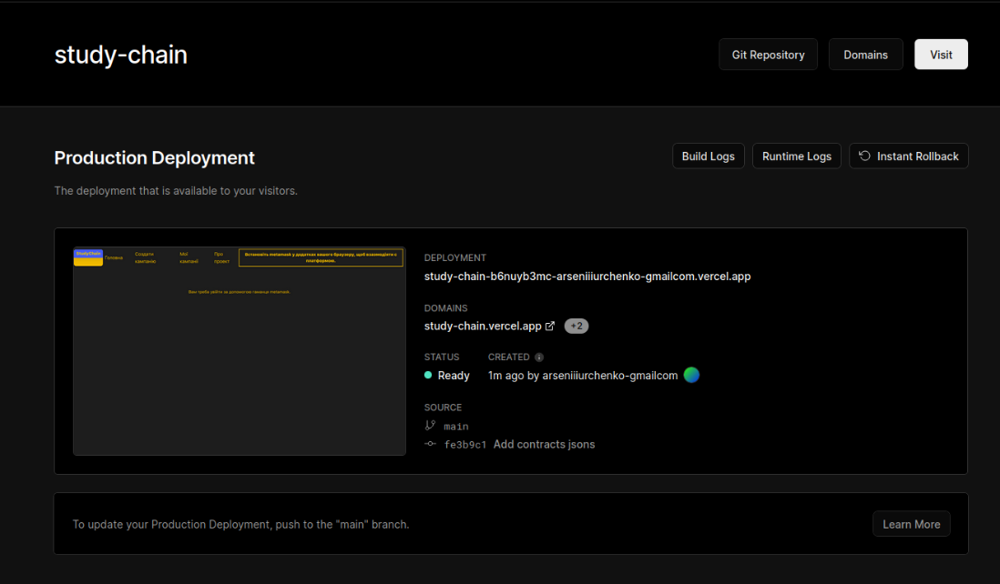 study-chain
Git Repository
Domains
Visit
Production Deployment
Build Logs
Runtime Logs
Instant Rollback
The deployment that is available to your visitors.
StudyChain
Головна
Создати
кампанію
Мої
кампанії
Про
проєкт
Встановіть metamask у додатках вашого браузеру, щоб взаємодіяти з
платформою.
Вам треба увійти за допомогою гаманця metamask.
DEPLOYMENT
study-chain-b6nuyb3mc-arseniiiurchenko-gmailcom.vercel.app
DOMAINS
study-chain.vercel.app
+2
STATUS
CREATED
Ready
1m ago by arseniiiurchenko-gmailcom
SOURCE
main
fe3b9c1 Add contracts jsons
To update your Production Deployment, push to the "main" branch.
Learn More